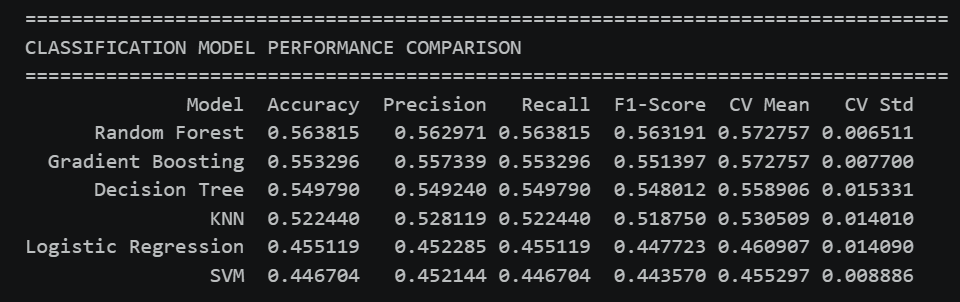 ================================================================================
CLASSIFICATION MODEL PERFORMANCE COMPARISON
================================================================================
Model Accuracy Precision Recall F1-Score CV Mean CV Std
Random Forest 0.563815 0.562971 0.563815 0.563191 0.572757 0.006511
Gradient Boosting 0.553296 0.557339 0.553296 0.551397 0.572757 0.007700
Decision Tree 0.549790 0.549240 0.549790 0.548012 0.558906 0.015331
KNN 0.522440 0.528119 0.522440 0.518750 0.530509 0.014010
Logistic Regression 0.455119 0.452285 0.455119 0.447723 0.460907 0.014090
SVM 0.446704 0.452144 0.446704 0.443570 0.455297 0.008886